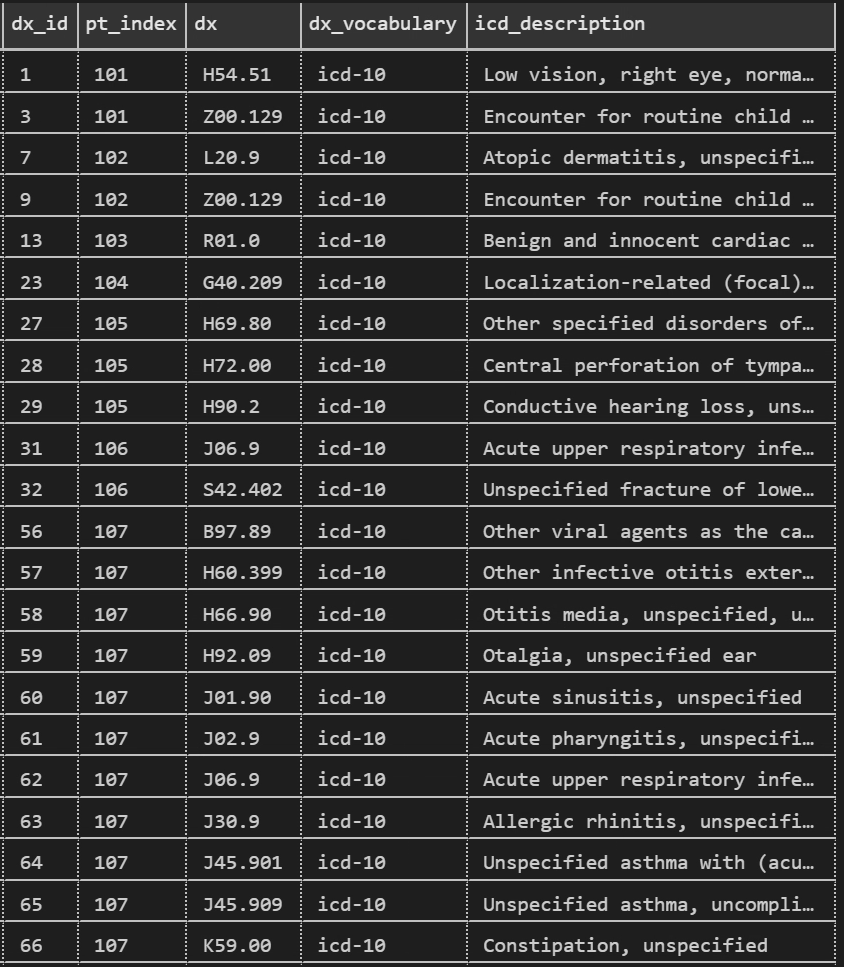 dx_id pt_index dx dx_vocabulary icd_description
1 101 H54.51 icd-10 Low vision, right eye, norma…
3 101 Z00.129 icd-10 Encounter for routine child …
7 102 L20.9 icd-10 Atopic dermatitis, unspecifi…
9 102 Z00.129 icd-10 Encounter for routine child …
13 103 R01.0 icd-10 Benign and innocent cardiac …
23 104 G40.209 icd-10 Localization-related (focal)…
27 105 H69.80 icd-10 Other specified disorders of…
28 105 H72.00 icd-10 Central perforation of tympa…
29 105 H90.2 icd-10 Conductive hearing loss, uns…
31 106 J06.9 icd-10 Acute upper respiratory infe…
32 106 S42.402 icd-10 Unspecified fracture of lowe…
56 107 B97.89 icd-10 Other viral agents as the ca…
57 107 H60.399 icd-10 Other infective otitis exter…
58 107 H66.90 icd-10 Otitis media, unspecified, u…
59 107 H92.09 icd-10 Otalgia, unspecified ear
60 107 J01.90 icd-10 Acute sinusitis, unspecified
61 107 J02.9 icd-10 Acute pharyngitis, unspecifi…
62 107 J06.9 icd-10 Acute upper respiratory infe…
63 107 J30.9 icd-10 Allergic rhinitis, unspecifi…
64 107 J45.901 icd-10 Unspecified asthma with (acu…
65 107 J45.909 icd-10 Unspecified asthma, uncompli…
66 107 K59.00 icd-10 Constipation, unspecified